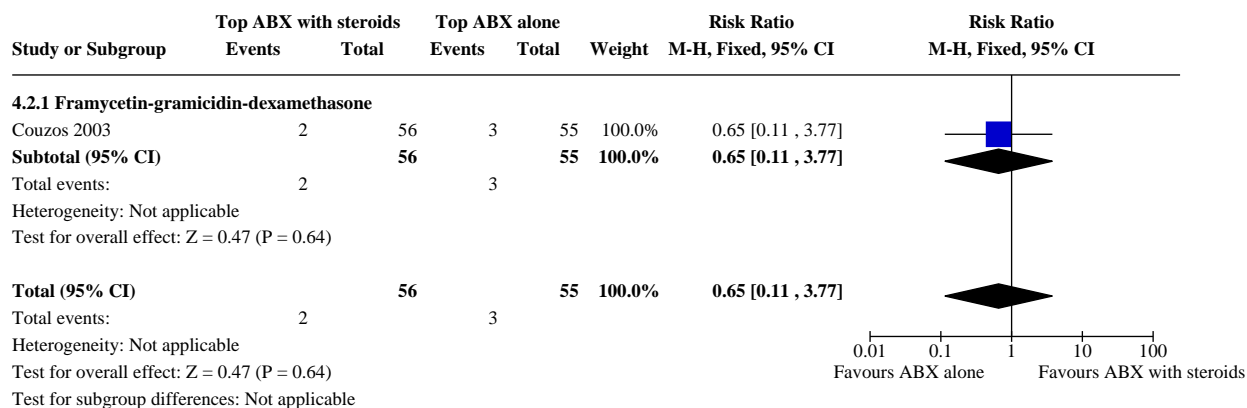 Top ABX with steroids Top ABX alone Risk Ratio Risk Ratio
Study or Subgroup Events Total Events Total Weight M-H, Fixed, 95% CI M-H, Fixed, 95% CI
4.2.1 Framycetin-gramicidin-dexamethasone
Couzos 2003 2 56 3 55 100.0% 0.65 [0.11 , 3.77]
Subtotal (95% CI) 56 55 100.0% 0.65 [0.11 , 3.77]
Total events: 2 3
Heterogeneity: Not applicable
Test for overall effect: Z = 0.47 (P = 0.64)
Total (95% CI) 56 55 100.0% 0.65 [0.11 , 3.77]
Total events: 2 3
Heterogeneity: Not applicable 0.01 0.1 1 10 100
Test for overall effect: Z = 0.47 (P = 0.64) Favours ABX alone Favours ABX with steroids
Test for subgroup differences: Not applicable